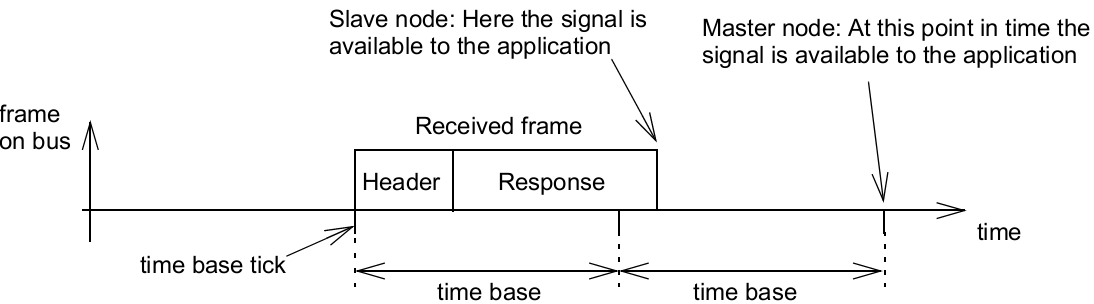 Slave node: Here the signal is
available to the application
Master node: At this point in time the
signal is available to the application
frame
on bus
Received frame
Header
Response
time
time base tick
time base
time base